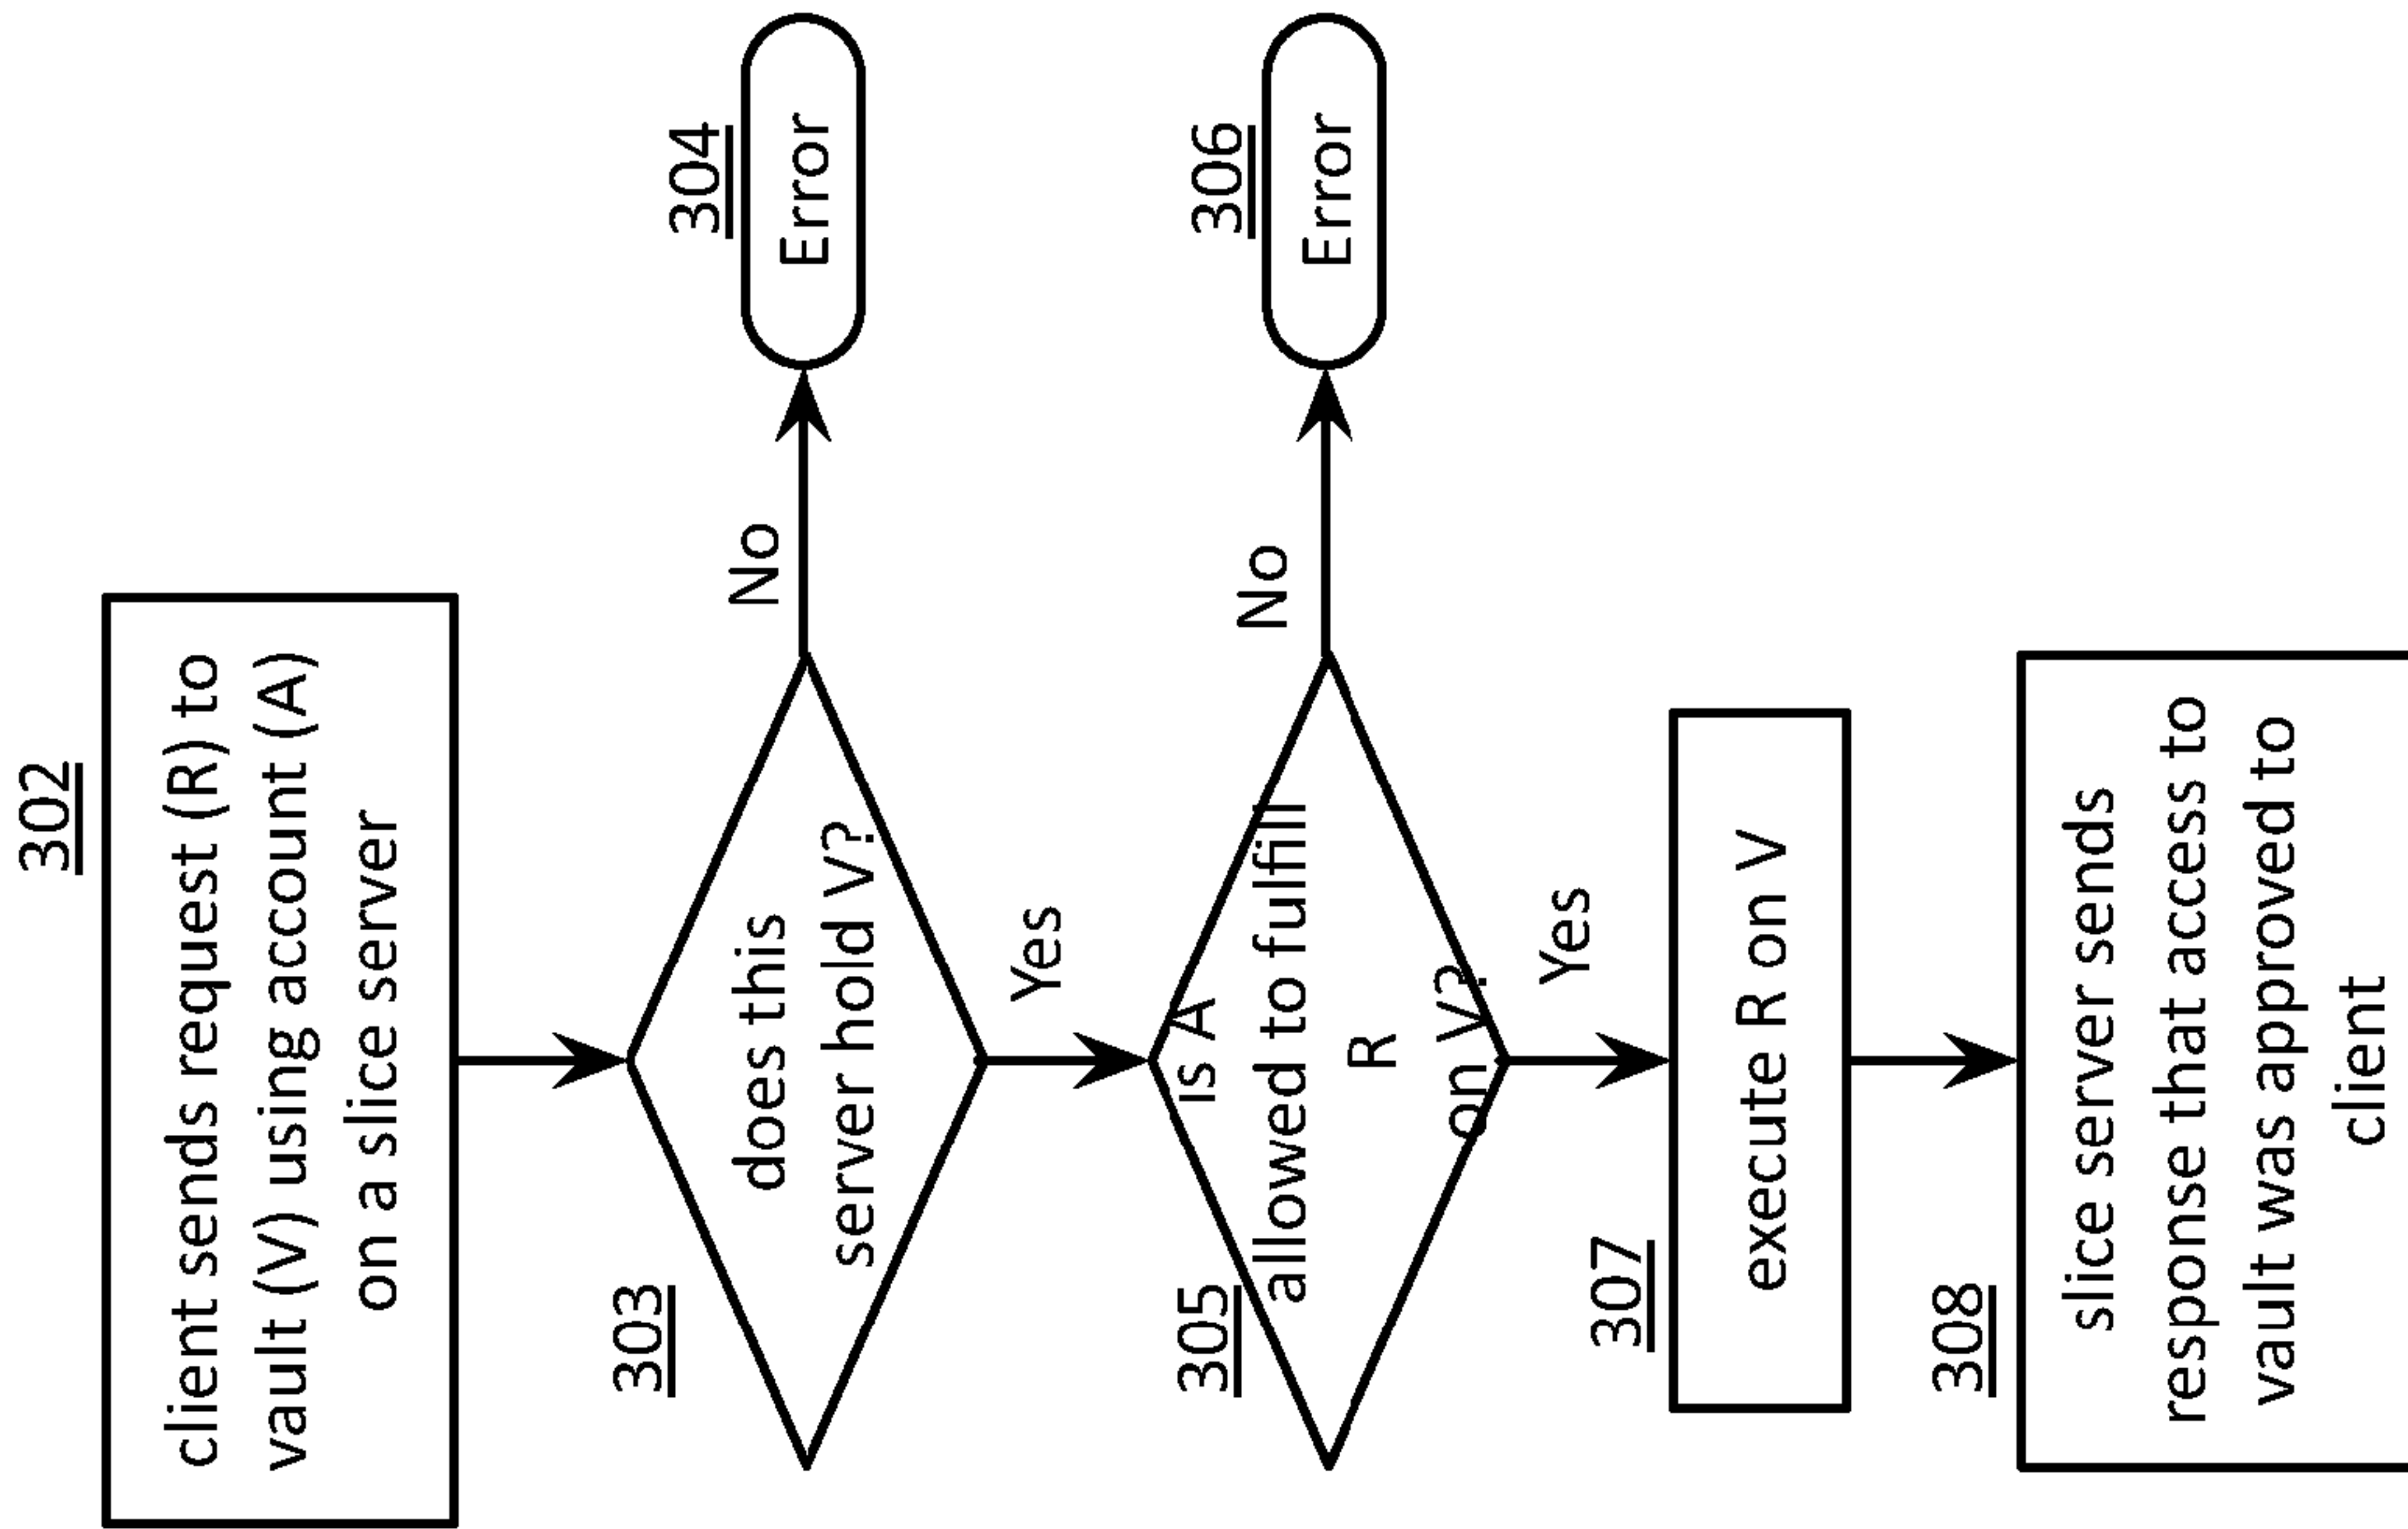 302
client sends request (R) to
vault (V) using account (A)
on a slice server
303
does this
server hold V?
No
304
Error
Yes
305
is A
allowed to fulfill
R
on V?
No
306
Error
Yes
307
execute R on V
308
slice server sends
response that access to
vault was approved to
client